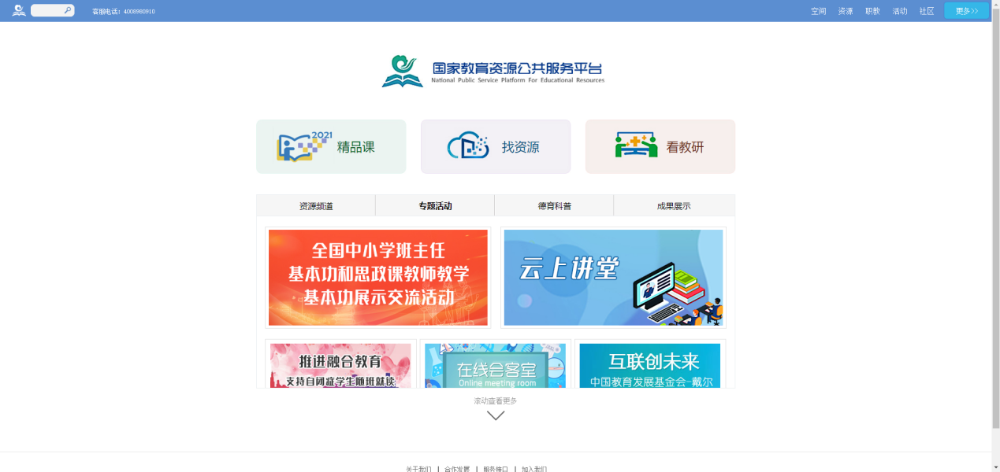 客服电话：4008980910
空间 资源 职教 活动 社区 更多>>
国家教育资源公共服务平台
National Public Service Platform For Educational Resources
2021 精品课
找资源
看教研
资源频道 专题活动 德育科普 成果展示
全国中小学班主任
基本功和思政课教师教学
基本功展示交流活动
云上讲堂
推进融合教育
支持自闭症学生随班就读
在线会客室
Online meeting room
互联创未来
中国教育发展基金会-戴尔
滚动查看更多
关于我们 | 合作发展 | 服务接口 | 加入我们